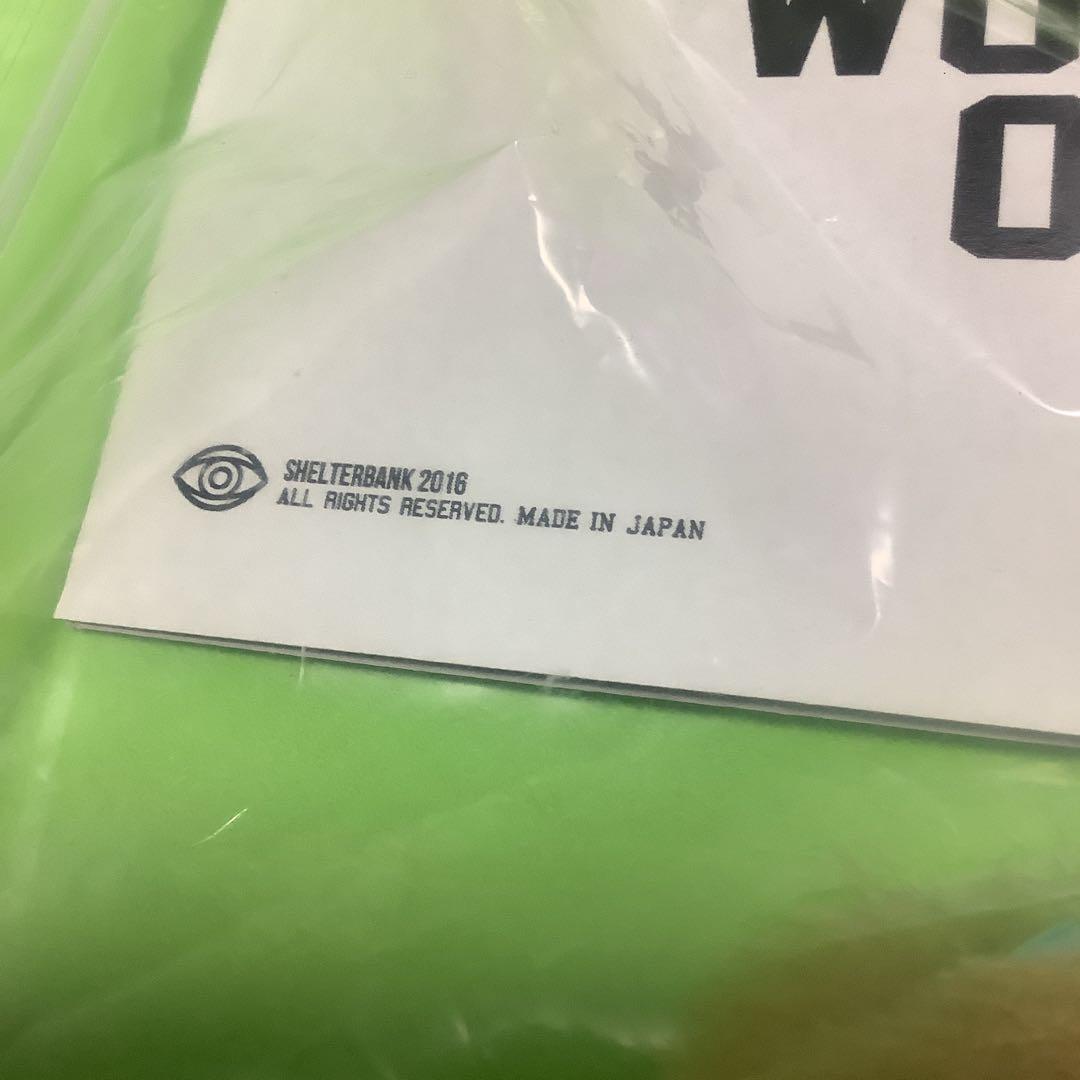 SHELTERBANK 2016
ALL RIGHTS RESERVED. MADE IN JAPAN